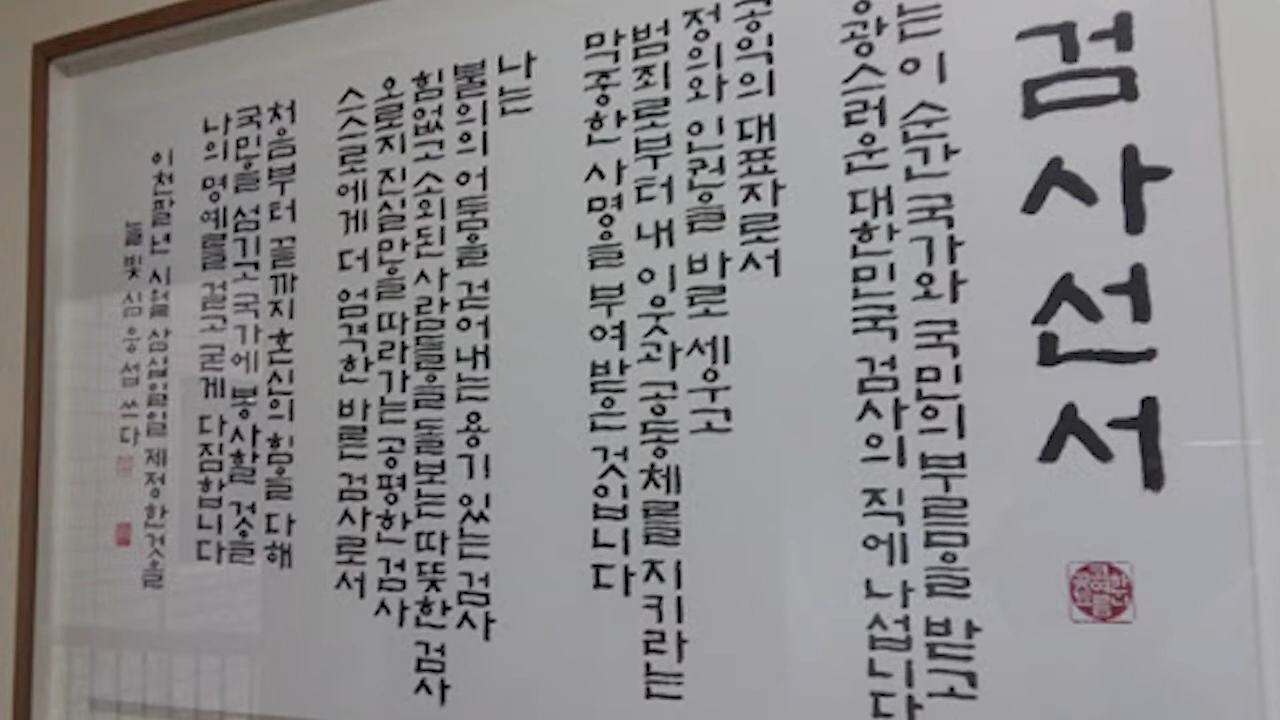 검사선서
는 이 순간 국가와 국민의 부름을 받고
영광스러운 대한민국 검사의 직에 나섭니다
공익의 대표자로서
정의와 인권을 바로 세우고
범죄로부터 내 이웃과 공동체를 지키라는
막중한 사명을 부여받은 것입니다
나는
불의의 어둠을 걷어내는 용기 있는 검사
힘없고 소외된 사람들을 돌보는 따뜻한 검사
오로지 진실만을 따라가는 공평한 검사
스스로에게 더 엄격한 바른 검사로서
처음부터 끝까지 혼신의 힘을 다해
국민을 섬기고 국가에 봉사할 것을
나의 명예를 걸고 굳게 다짐합니다
이천팔년 시월 삼십일일 제정한것을
늘빛 심응섭 쓰다